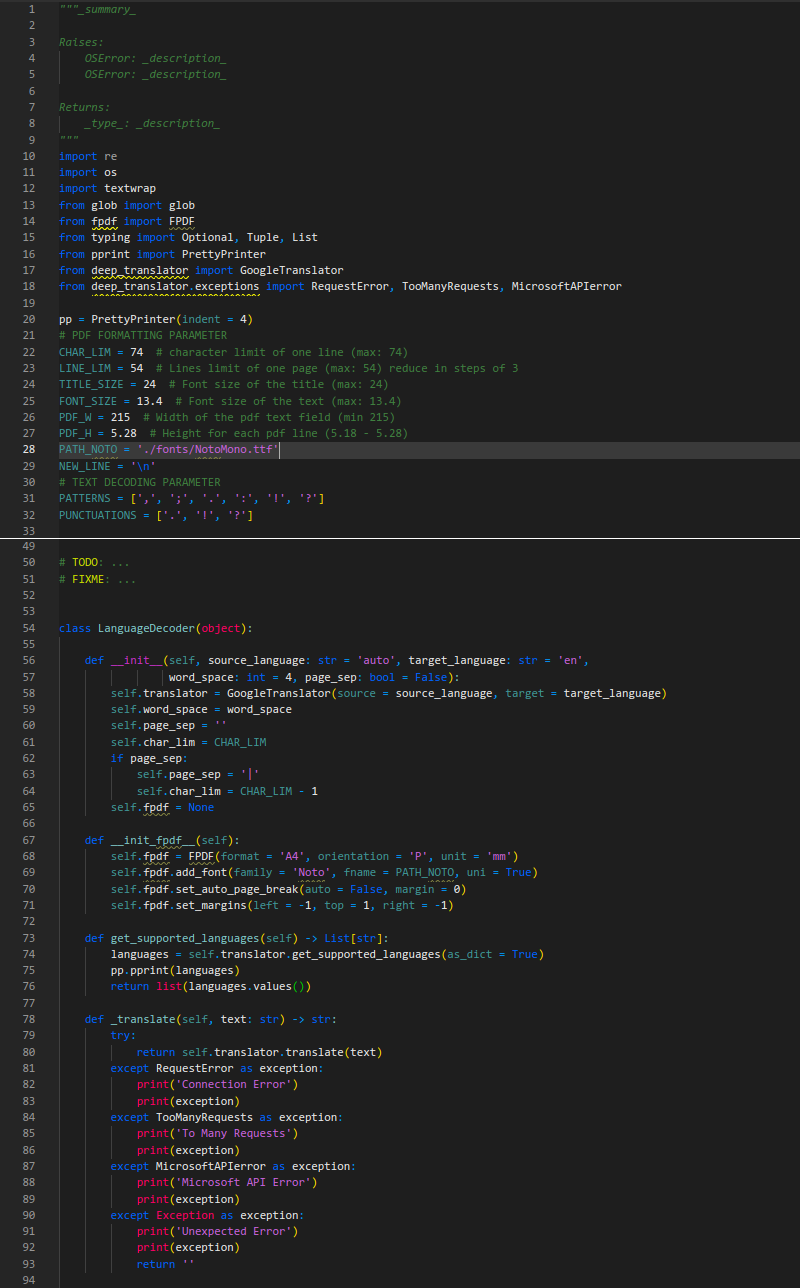 1 """_summary_
2
3 Raises:
4     OSError: _description_
5     OSError: _description_
6
7 Returns:
8     _type_: _description_
9 """
10 import re
11 import os
12 import textwrap
13 from glob import glob
14 from fpdf import FPDF
15 from typing import Optional, Tuple, List
16 from pprint import PrettyPrinter
17 from deep_translator import GoogleTranslator
18 from deep_translator.exceptions import RequestError, TooManyRequests, MicrosoftAPIerror
19
20 pp = PrettyPrinter(indent = 4)
21 # PDF FORMATTING PARAMETER
22 CHAR_LIM = 74  # character limit of one line (max: 74)
23 LINE_LIM = 54  # Lines limit of one page (max: 54) reduce in steps of 3
24 TITLE_SIZE = 24  # Font size of the title (max: 24)
25 FONT_SIZE = 13.4  # Font size of the text (max: 13.4)
26 PDF_W = 215  # Width of the pdf text field (min 215)
27 PDF_H = 5.28  # Height for each pdf line (5.18 - 5.28)
28 PATH_NOTO = './fonts/NotoMono.ttf'
29 NEW_LINE = '\n'
30 # TEXT DECODING PARAMETER
31 PATTERNS = [',', ';', '.', ':', '!', '?']
32 PUNCTUATIONS = ['.', '!', '?']
33
49
50 # TODO: ...
51 # FIXME: ...
52
53
54 class LanguageDecoder(object):
55
56     def __init__(self, source_language: str = 'auto', target_language: str = 'en',
57                  word_space: int = 4, page_sep: bool = False):
58         self.translator = GoogleTranslator(source = source_language, target = target_language)
59         self.word_space = word_space
60         self.page_sep = ''
61         self.char_lim = CHAR_LIM
62         if page_sep:
63             self.page_sep = '|'
64             self.char_lim = CHAR_LIM - 1
65         self.fpdf = None
66
67     def __init_fpdf__(self):
68         self.fpdf = FPDF(format = 'A4', orientation = 'P', unit = 'mm')
69         self.fpdf.add_font(family = 'Noto', fname = PATH_NOTO, uni = True)
70         self.fpdf.set_auto_page_break(auto = False, margin = 0)
71         self.fpdf.set_margins(left = -1, top = 1, right = -1)
72
73     def get_supported_languages(self) -> List[str]:
74         languages = self.translator.get_supported_languages(as_dict = True)
75         pp.pprint(languages)
76         return list(languages.values())
77
78     def _translate(self, text: str) -> str:
79         try:
80             return self.translator.translate(text)
81         except RequestError as exception:
82             print('Connection Error')
83             print(exception)
84         except TooManyRequests as exception:
85             print('To Many Requests')
86             print(exception)
87         except MicrosoftAPIerror as exception:
88             print('Microsoft API Error')
89             print(exception)
90         except Exception as exception:
91             print('Unexpected Error')
92             print(exception)
93             return ''
94